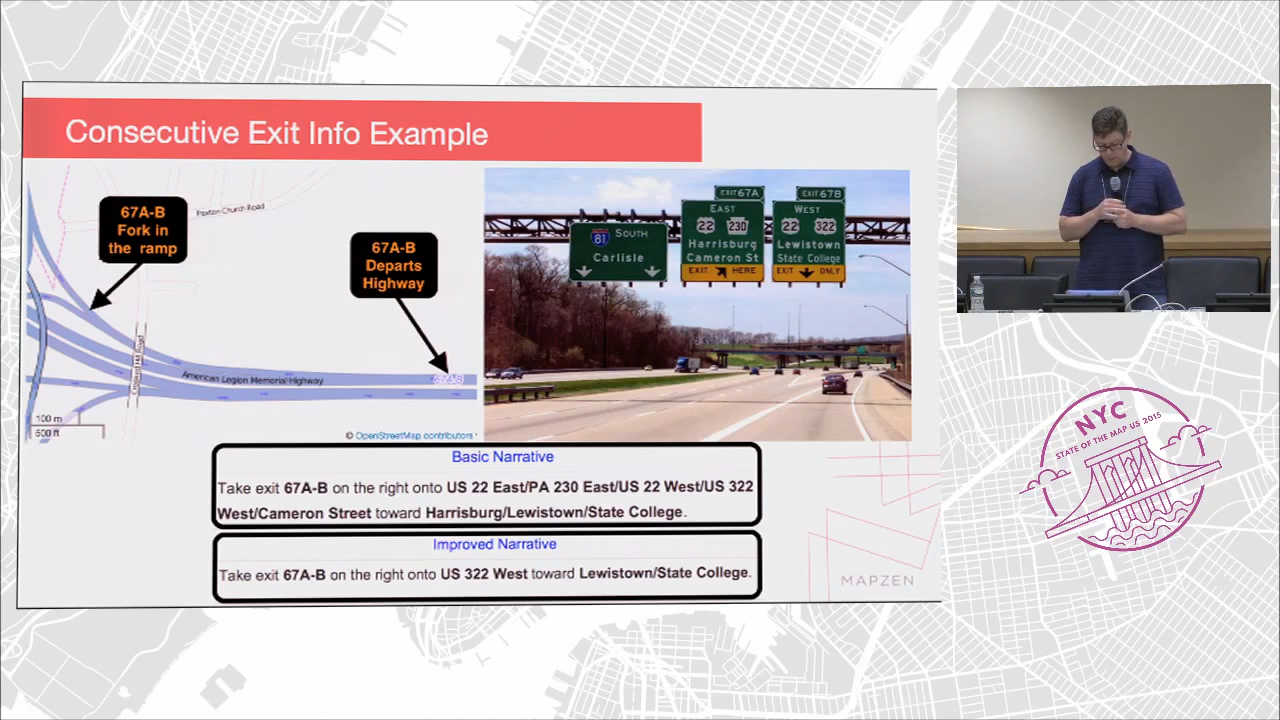 Consecutive Exit Info Example
67A-B
Fork in
the ramp
Paxton Church Road
67A-B
Departs
Highway
American Legion Memorial Highway
Crooked Hill Road
67A-B
100 m
500 ft
© OpenStreetMap contributors
EXIT 67A
EXIT 67B
SOUTH
81
Carlisle
EAST
22 230
Harrisburg
Cameron St
EXIT HERE
WEST
22 322
Lewistown
State College
EXIT ONLY
Basic Narrative
Take exit 67A-B on the right onto US 22 East/PA 230 East/US 22 West/US 322
West/Cameron Street toward Harrisburg/Lewistown/State College.
Improved Narrative
Take exit 67A-B on the right onto US 322 West toward Lewistown/State College.
MAPZEN
NYC
STATE OF THE MAP US 2015